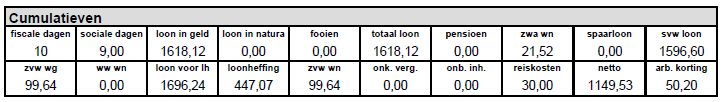 Cumulatieven
fiscale dagen sociale dagen loon in geld loon in natura fooien totaal loon pensioen zwa wn spaarloon svw loon
10 9,00 1618,12 0,00 0,00 1618,12 0,00 21,52 0,00 1596,60
zvw wg ww wn loon voor lh loonheffing zvw wn onk. verg. onb. inh. reiskosten netto arb. korting
99,64 0,00 1696,24 447,07 99,64 0,00 0,00 30,00 1149,53 50,20